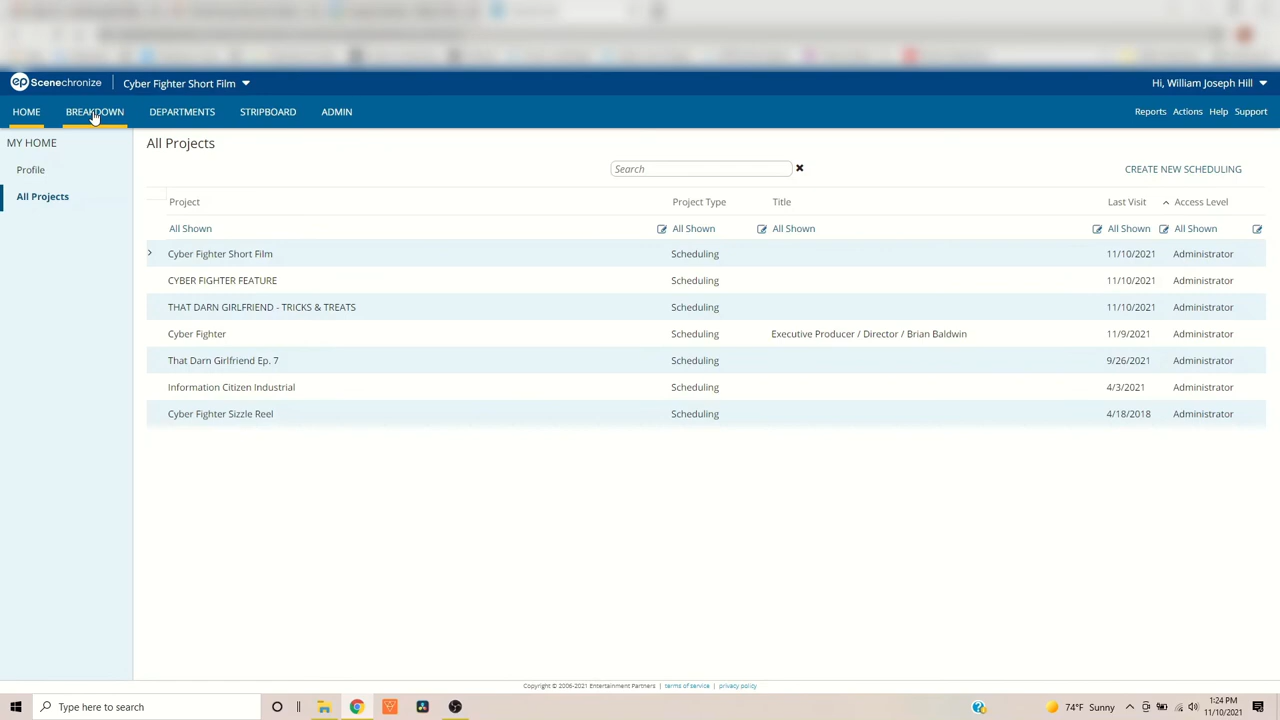 ep Scenechronize Cyber Fighter Short Film Hi, William Joseph Hill
HOME BREAKDOWN DEPARTMENTS STRIPBOARD ADMIN Reports Actions Help Support
MY HOME
Profile
All Projects
All Projects
Search CREATE NEW SCHEDULING
Project Project Type Title Last Visit Access Level
All Shown All Shown All Shown All Shown All Shown
Cyber Fighter Short Film Scheduling 11/10/2021 Administrator
CYBER FIGHTER FEATURE Scheduling 11/10/2021 Administrator
THAT DARN GIRLFRIEND - TRICKS & TREATS Scheduling 11/10/2021 Administrator
Cyber Fighter Scheduling Executive Producer / Director / Brian Baldwin 11/9/2021 Administrator
That Darn Girlfriend Ep. 7 Scheduling 9/26/2021 Administrator
Information Citizen Industrial Scheduling 4/3/2021 Administrator
Cyber Fighter Sizzle Reel Scheduling 4/18/2018 Administrator
Copyright © 2006-2021 Entertainment Partners | terms of service | privacy policy
Type here to search 74°F Sunny 1:24 PM
11/10/2021